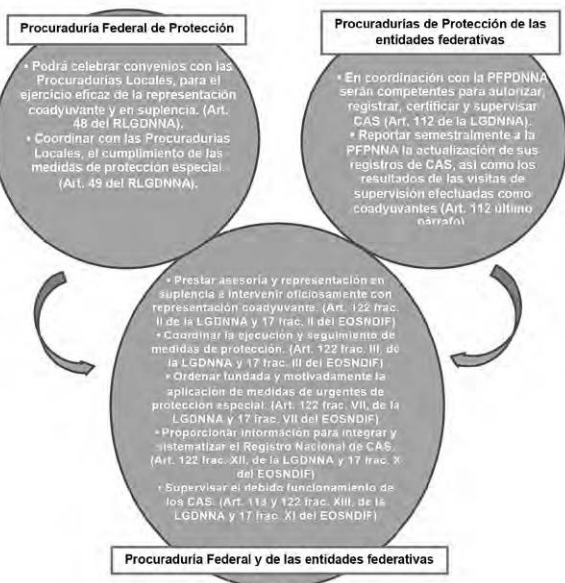 Procuraduría Federal de Protección
• Podrá celebrar convenios con las
Procuradurías Locales, para el
ejercicio eficaz de la representación
coadyuvante y en suplencia. (Art.
48 del RLGDNNA).
• Coordinar con las Procuradurías
Locales, el cumplimiento de las
medidas de protección especial.
(Art. 49 del RLGDNNA).
Procuradurías de Protección de las
entidades federativas
• En coordinación con la PFPDNNA
serán competentes para autorizar,
registrar, certificar y supervisar
CAS (Art. 112 de la LGDNNA).
• Reportar semestralmente a la
PFPNNA la actualización de sus
registros de CAS, así como los
resultados de las visitas de
supervisión efectuadas como
coadyuvantes (Art. 112 último
párrafo)
• Prestar asesoría y representación en
suplencia e intervenir oficiosamente con
representación coadyuvante. (Art. 122 frac.
II de la LGDNNA y 17 frac. II del EOSNDIF)
• Coordinar la ejecución y seguimiento de
medidas de protección. (Art. 122 frac. III, de
la LGDNNA y 17 frac. III del EOSNDIF)
• Ordenar fundada y motivadamente la
aplicación de medidas de urgentes de
protección especial. (Art. 122 frac. VII, de la
LGDNNA y 17 frac. VII del EOSNDIF)
• Proporcionar información para integrar y
sistematizar el Registro Nacional de CAS.
(Art. 122 frac. XII, de la LGDNNA y 17 frac. X
del EOSNDIF)
• Supervisar el debido funcionamiento de
los CAS. (Art. 113 y 122 frac. XIII, de la
LGDNNA y 17 frac. XI del EOSNDIF)
Procuraduría Federal y de las entidades federativas